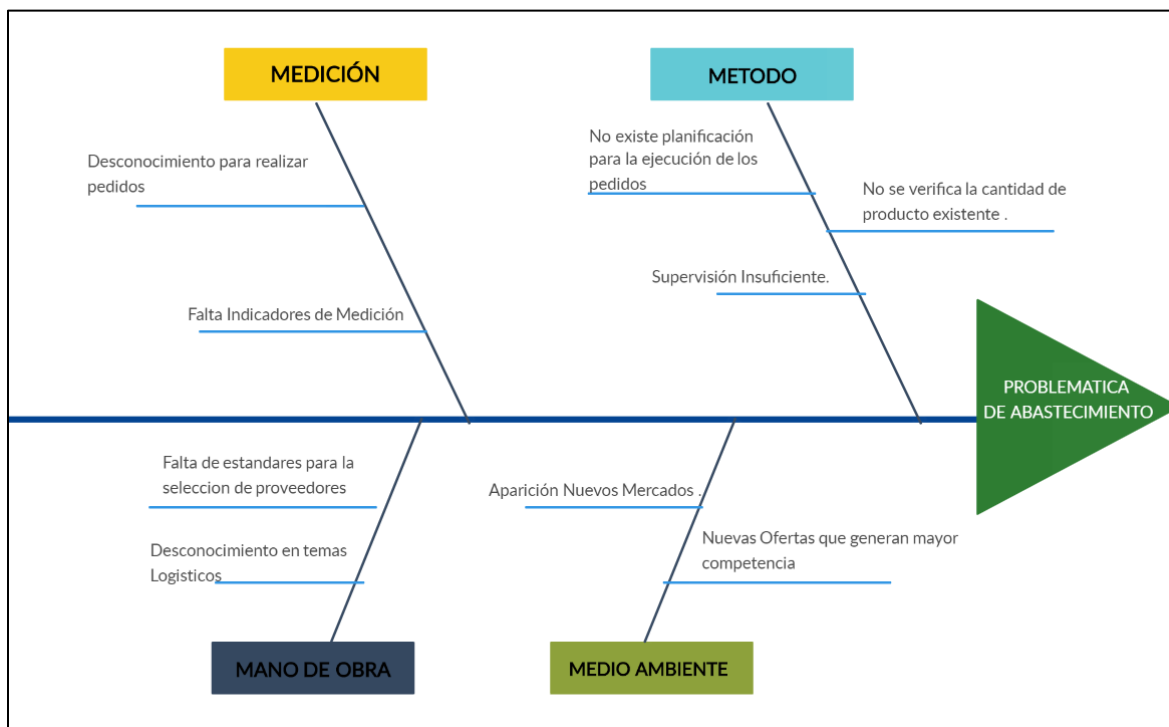 MEDICIÓN
METODO
Desconocimiento para realizar
pedidos
No existe planificación
para la ejecución de los
pedidos
No se verifica la cantidad de
producto existente .
Supervisión Insuficiente.
Falta Indicadores de Medición
PROBLEMATICA
DE ABASTECIMIENTO
Falta de estandares para la
seleccion de proveedores
Aparición Nuevos Mercados .
Nuevas Ofertas que generan mayor
competencia
Desconocimiento en temas
Logisticos
MANO DE OBRA
MEDIO AMBIENTE